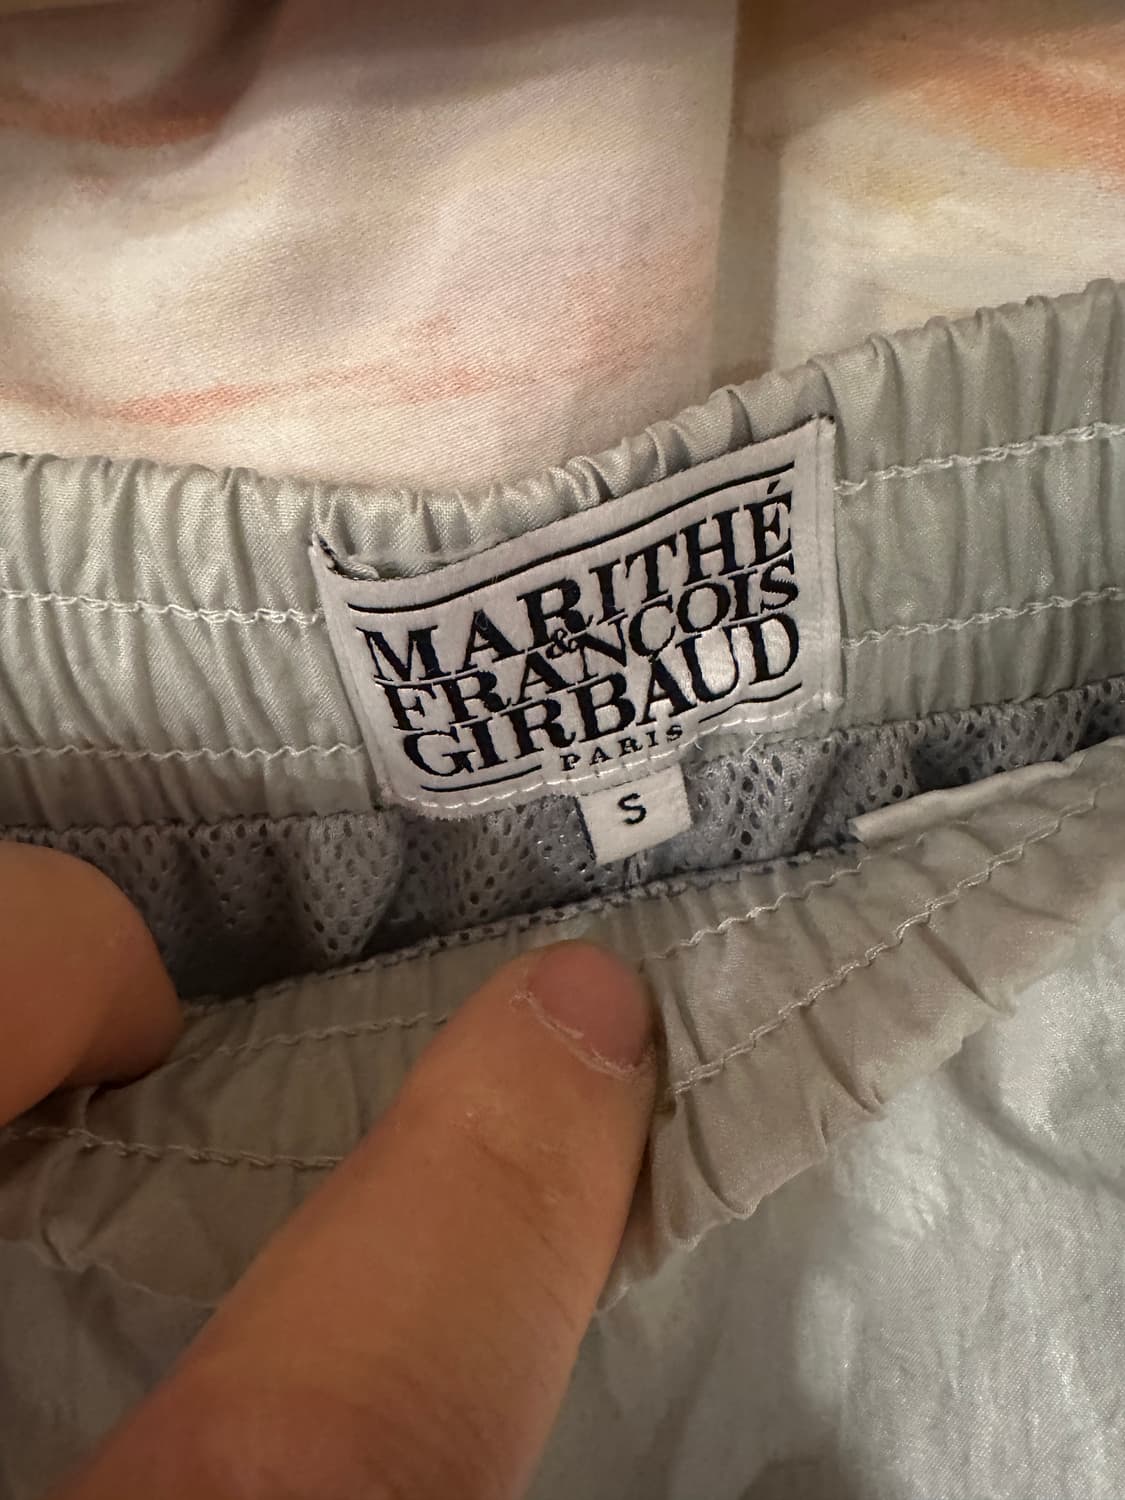 MARITHÉ
&
FRANÇOIS
GIRBAUD
PARIS
S